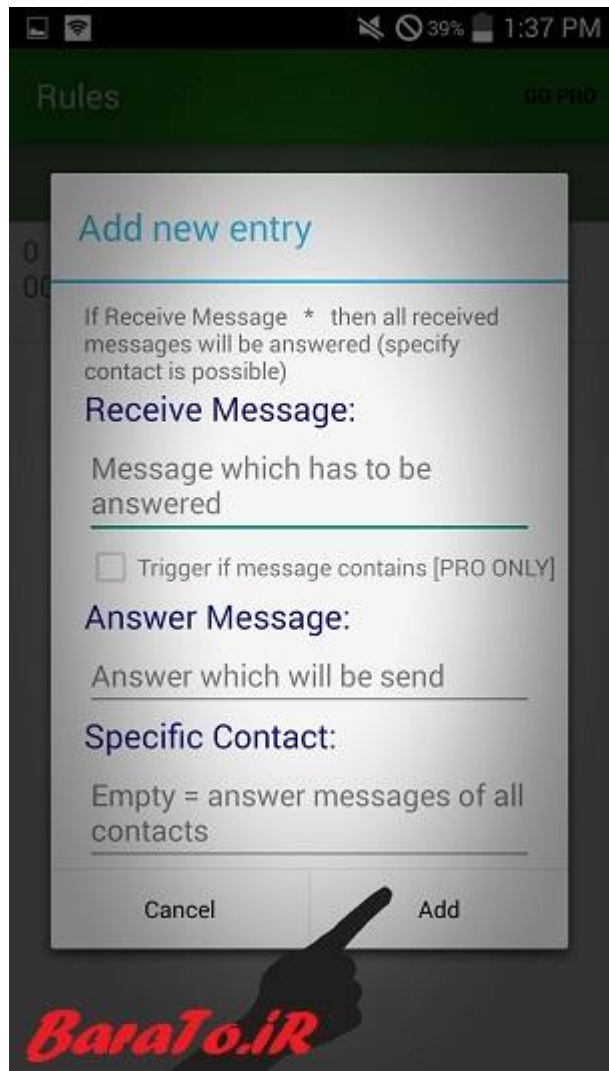 39% 1:37 PM
Rules GO PRO
Add new entry
0
00
If Receive Message * then all received
messages will be answered (specify
contact is possible)
Receive Message:
Message which has to be
answered
Trigger if message contains [PRO ONLY]
Answer Message:
Answer which will be send
Specific Contact:
Empty = answer messages of all
contacts
Cancel Add
BaraTo.iR